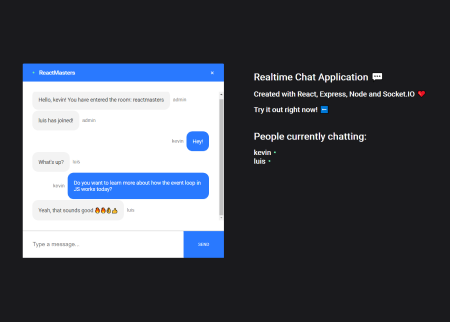 ReactMasters
Hello, kevin! You have entered the room: reactmasters
admin
luis has joined!
admin
kevin
Hey!
What's up?
luis
kevin
Do you want to learn more about how the event loop in
JS works today?
Yeah, that sounds good 🔥🔥👌👍
luis
Type a message...
SEND
Realtime Chat Application 💬
Created with React, Express, Node and Socket.IO ❤️
Try it out right now! ⬅️
People currently chatting:
kevin
luis